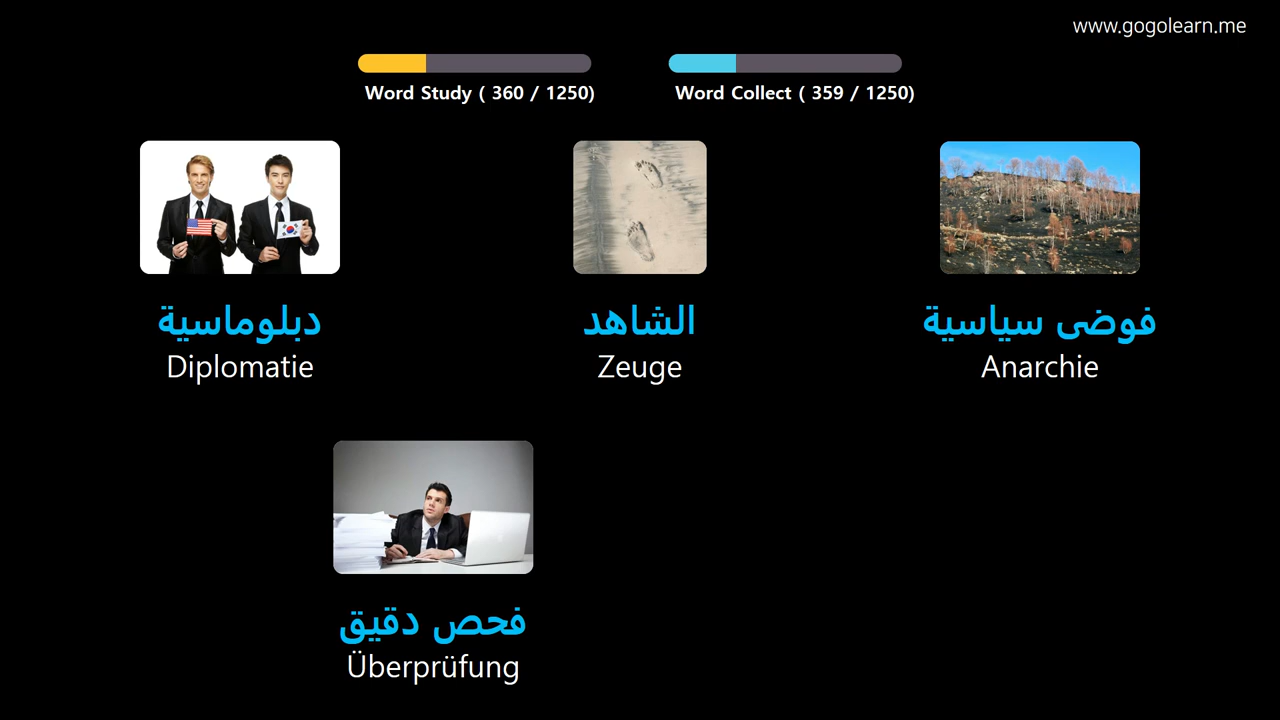 www.gogolearn.me
Word Study ( 360 / 1250)
Word Collect ( 359 / 1250)
دبلوماسية
Diplomatie
الشاهد
Zeuge
فوضى سياسية
Anarchie
فحص دقيق
Überprüfung